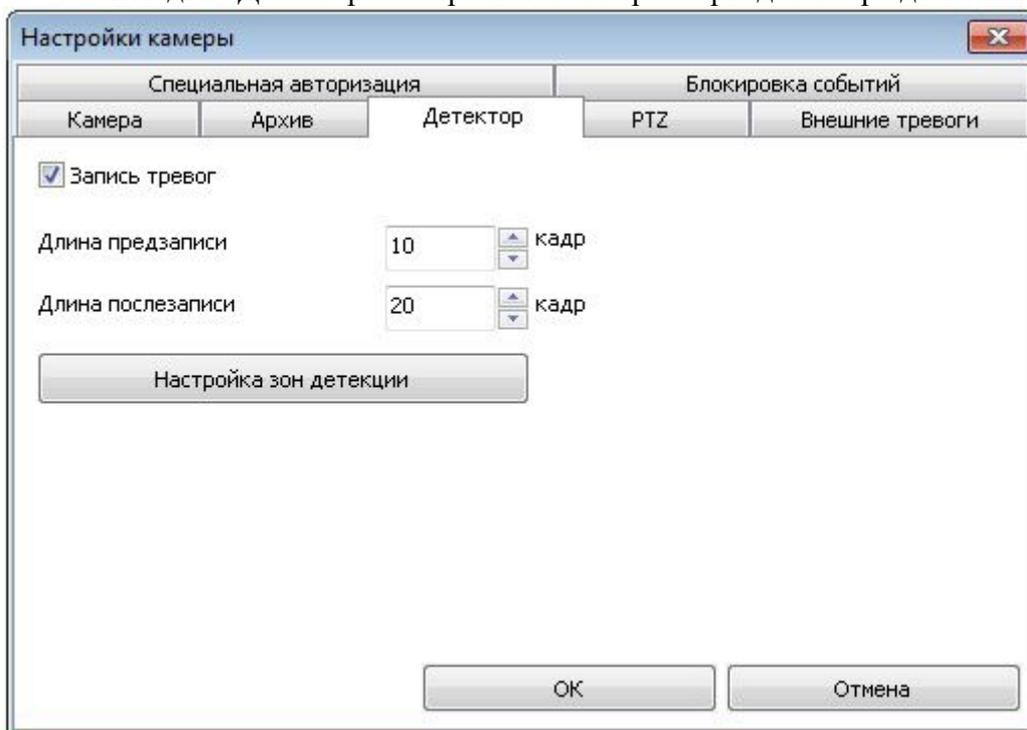 Настройки камеры
Специальная авторизация Блокировка событий
Камера Архив Детектор PTZ Внешние тревоги
Запись тревог
Длина предзаписи 10 кадр
Длина послезаписи 20 кадр
Настройка зон детекции
OK Отмена